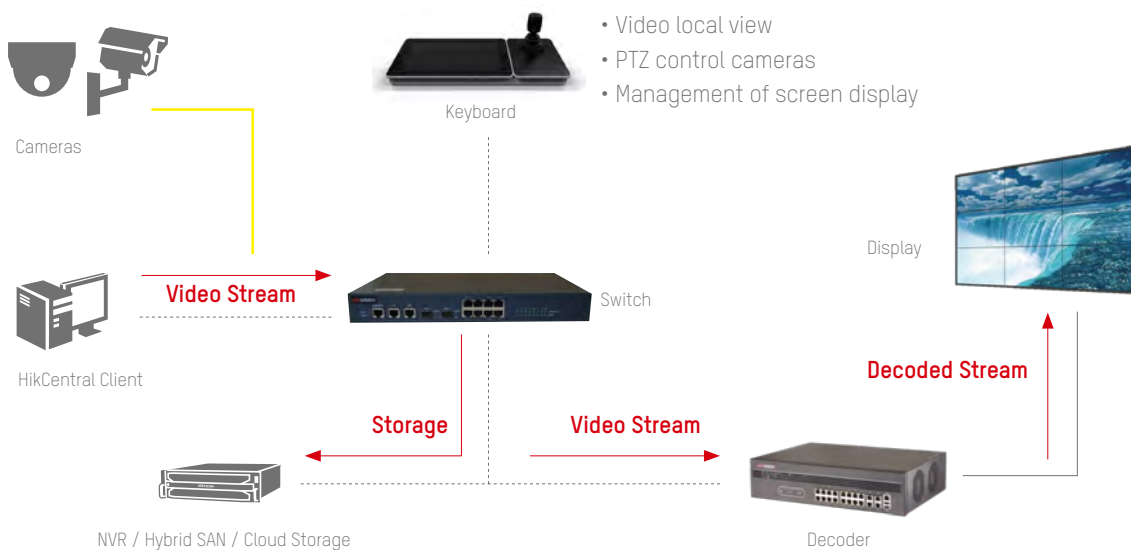 • Video local view
• PTZ control cameras
• Management of screen display
Keyboard
Cameras
Display
Video Stream
Switch
HikCentral Client
Decoded Stream
Storage
Video Stream
NVR / Hybrid SAN / Cloud Storage
Decoder